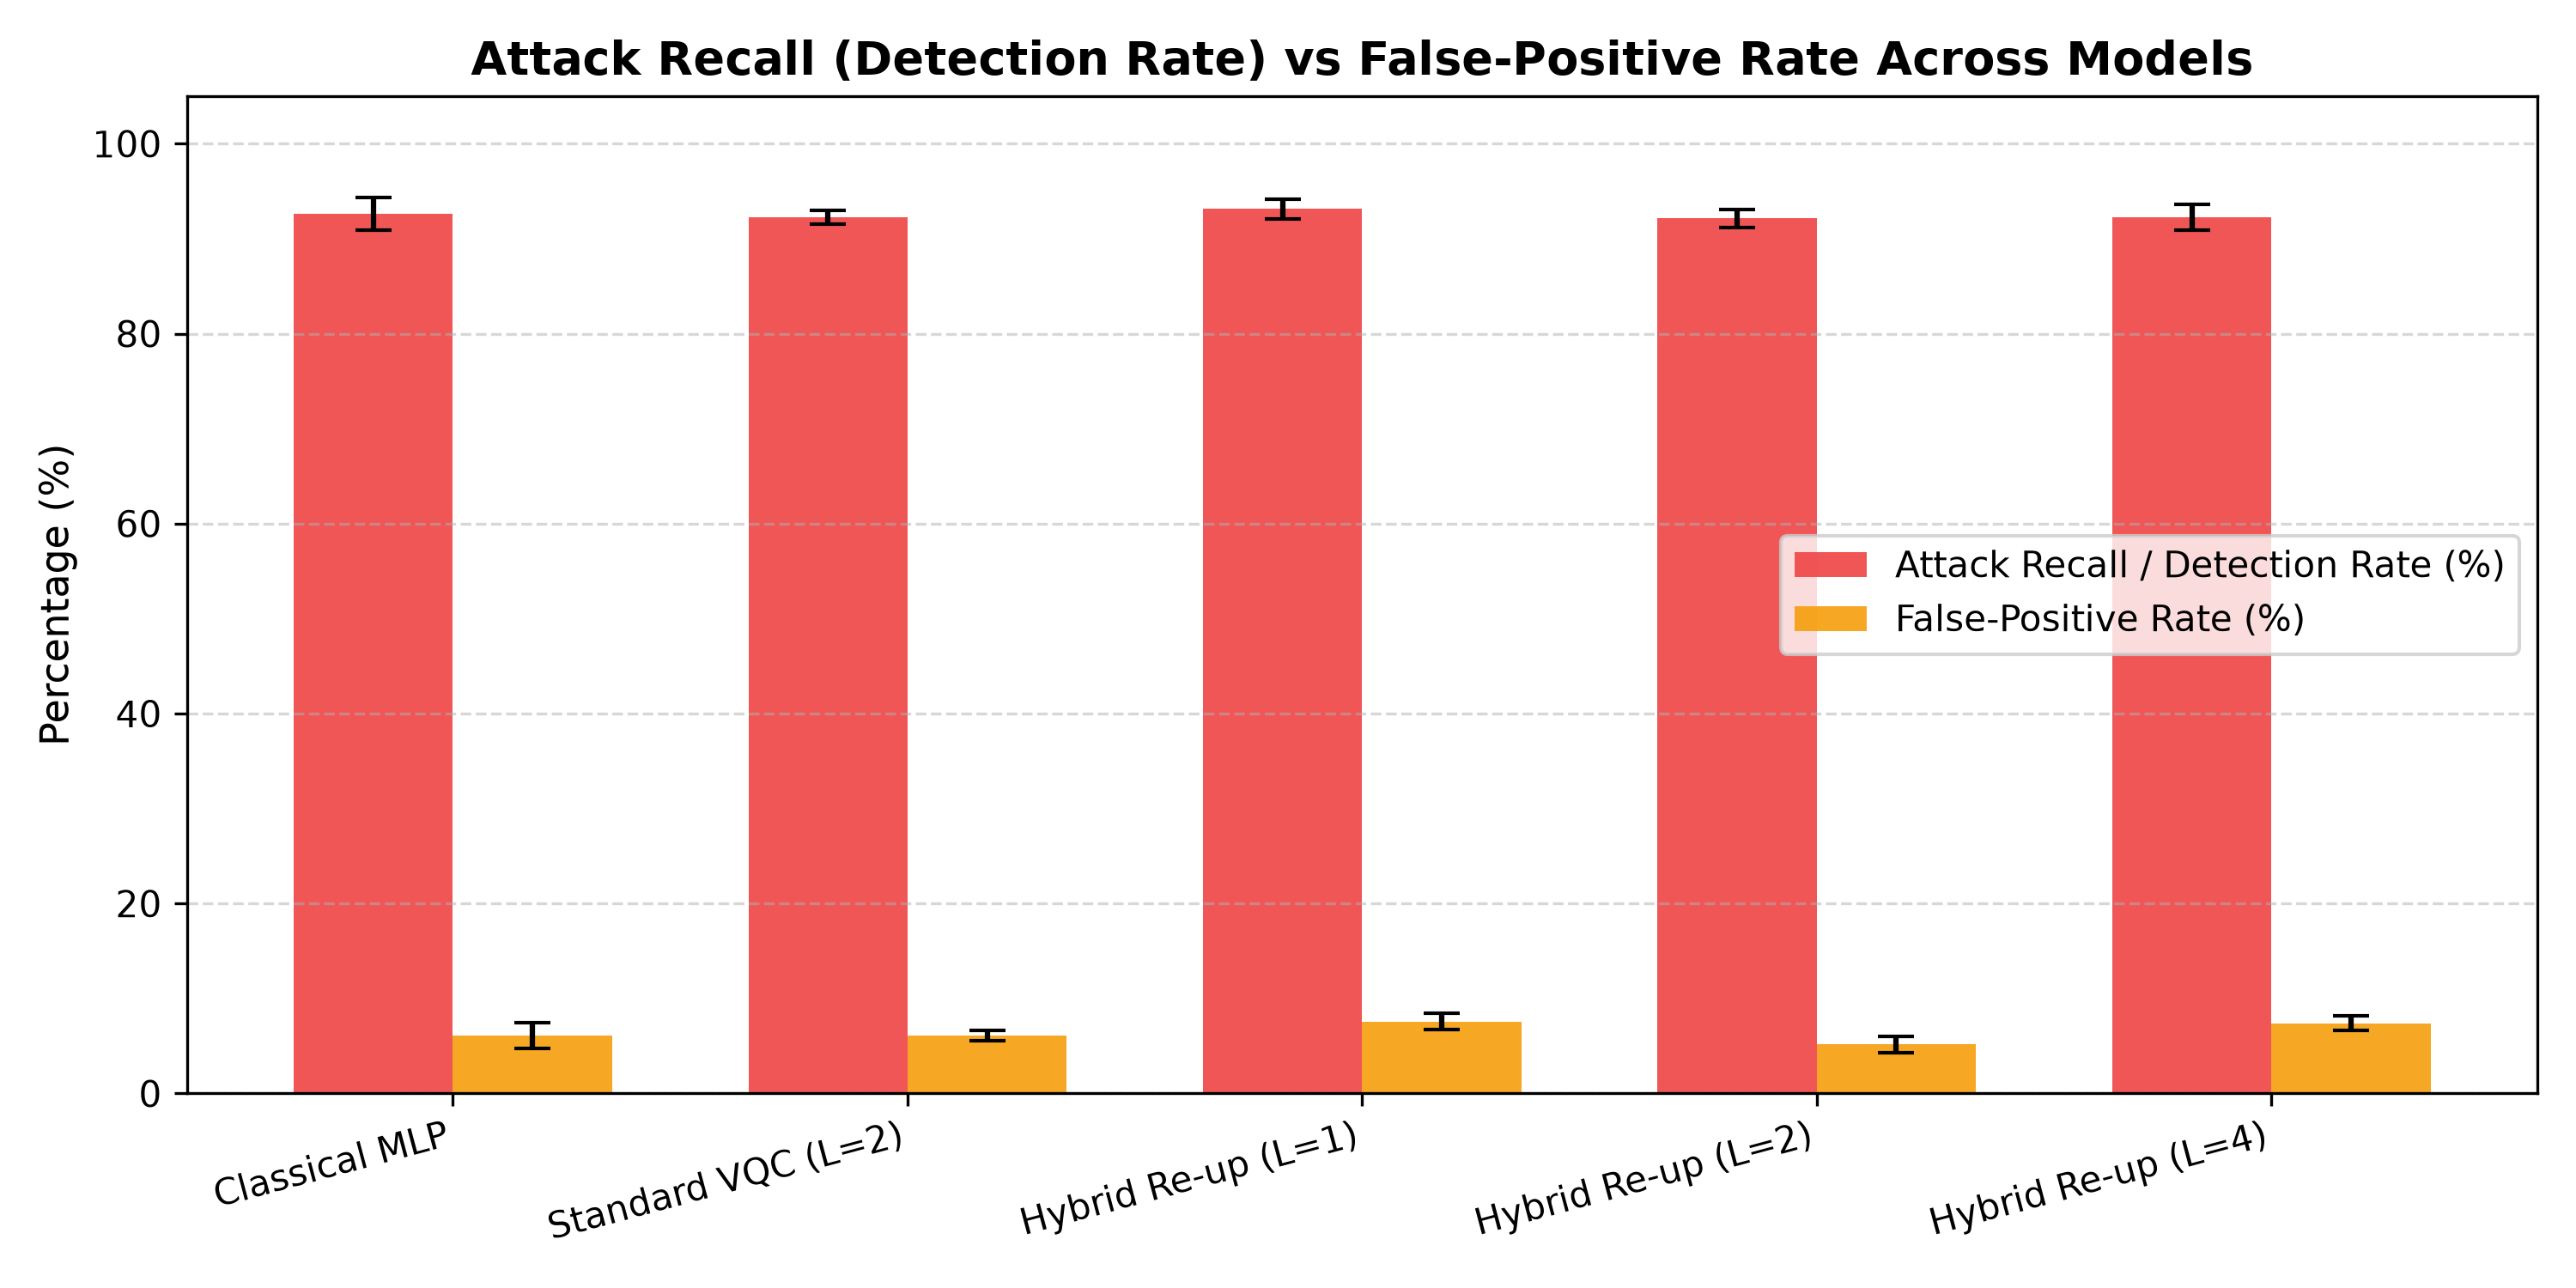 Attack Recall (Detection Rate) vs False-Positive Rate Across Models
Percentage (%)
100
80
60
40
20
0
Attack Recall / Detection Rate (%)
False-Positive Rate (%)
Classical MLP
Standard VQC (L=2)
Hybrid Re-up (L=1)
Hybrid Re-up (L=2)
Hybrid Re-up (L=4)